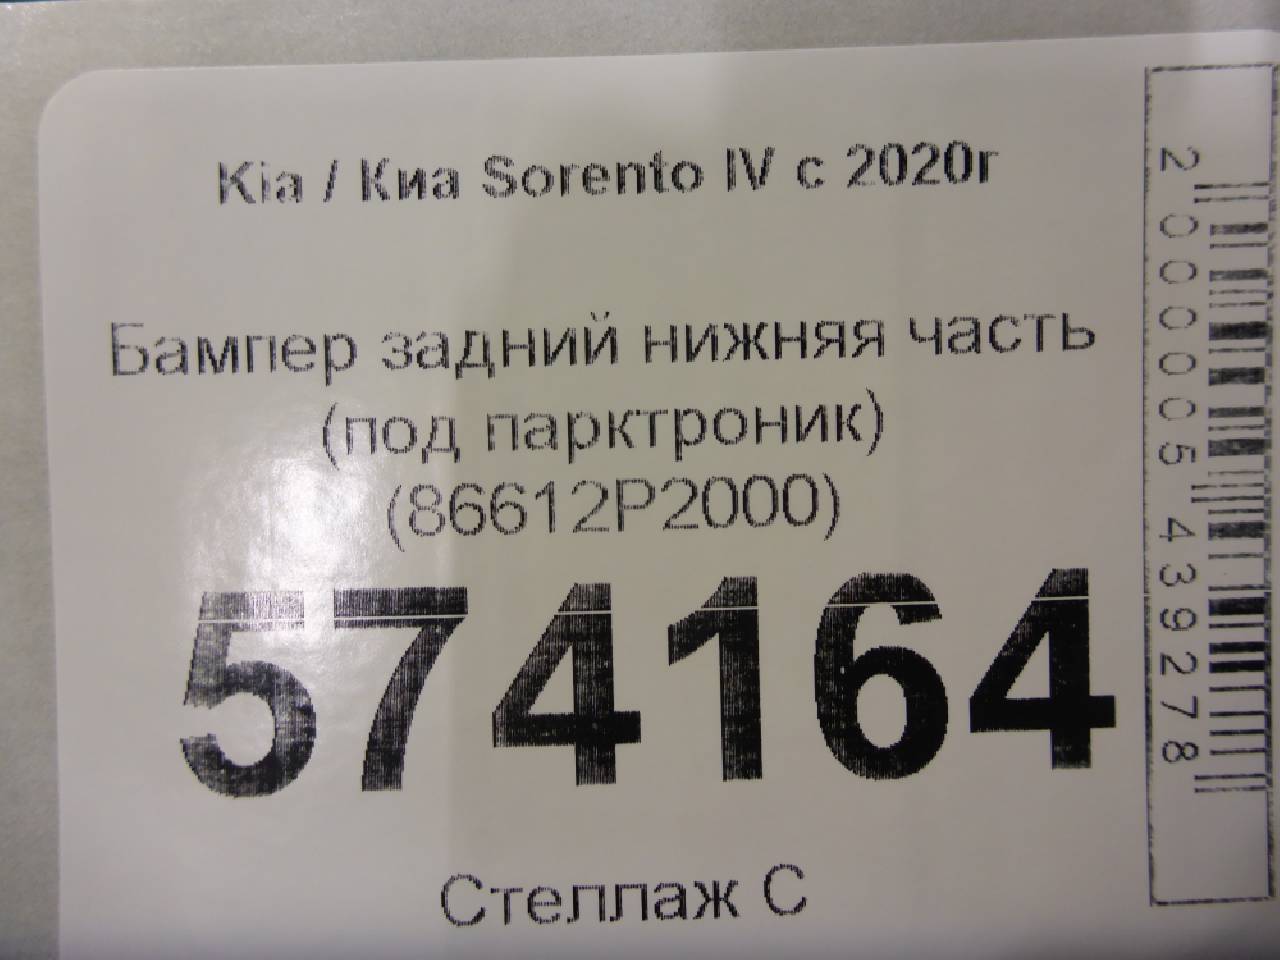 Kia / Киа Sorento IV с 2020г
Бампер задний нижняя часть
(под парктроник)
(86612P2000)
574164
Стеллаж С
2000005439278